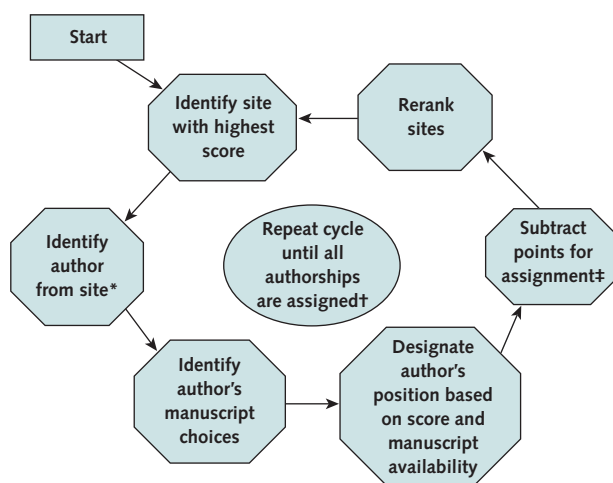 Start
Identify site
with highest
score
Identify
author
from site*
Identify
author's
manuscript
choices
Designate
author's
position based
on score and
manuscript
availability
Subtract
points for
assignment‡
Rerank
sites
Repeat cycle
until all
authorships
are assigned†